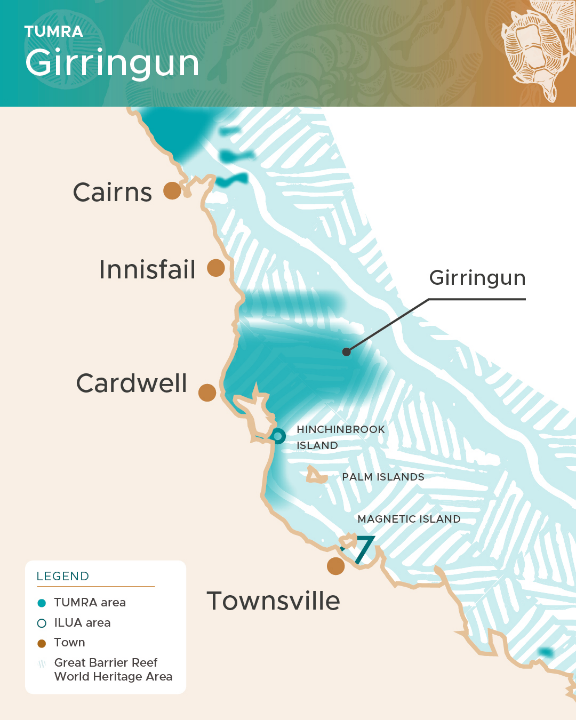 TUMRA
Girringun
Cairns
Innisfail
Girringun
Cardwell
HINCHINBROOK
ISLAND
PALM ISLANDS
MAGNETIC ISLAND
Townsville
LEGEND
TUMRA area
ILUA area
Town
Great Barrier Reef
World Heritage Area